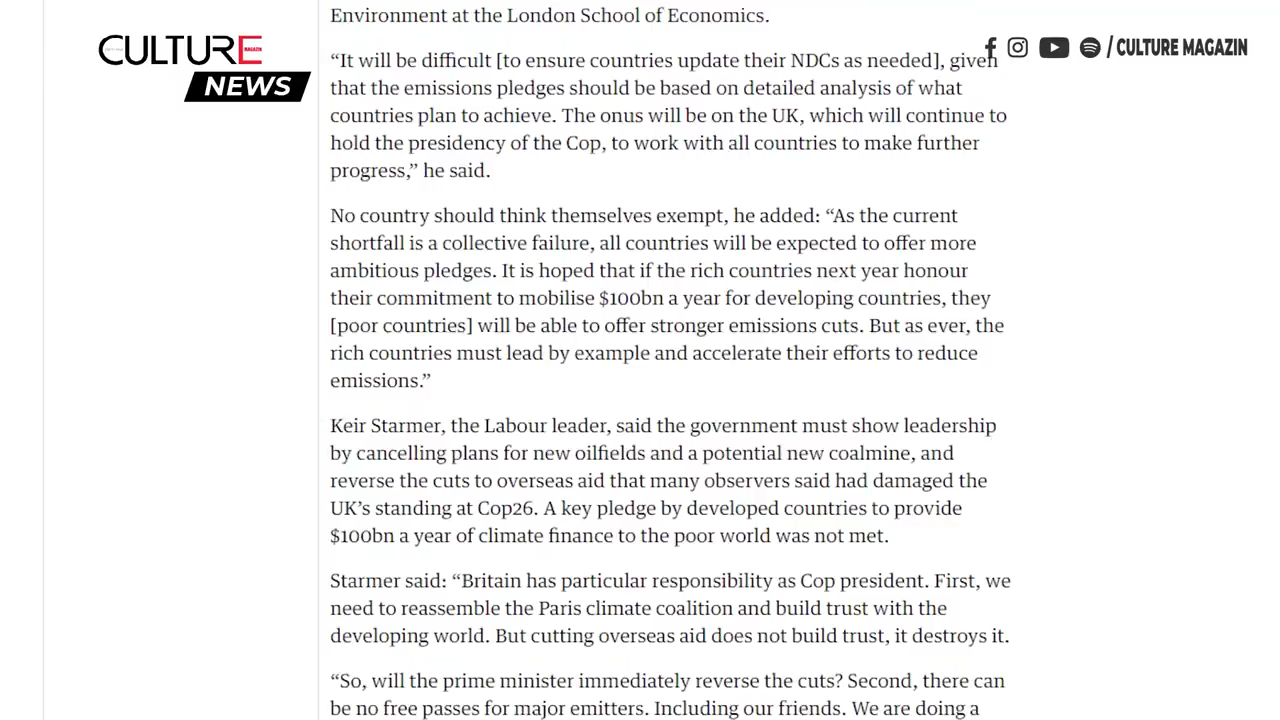 Environment at the London School of Economics.
CULTURE
MAGAZIN
NEWS
/ CULTURE MAGAZIN
“It will be difficult [to ensure countries update their NDCs as needed], given
that the emissions pledges should be based on detailed analysis of what
countries plan to achieve. The onus will be on the UK, which will continue to
hold the presidency of the Cop, to work with all countries to make further
progress,” he said.
No country should think themselves exempt, he added: “As the current
shortfall is a collective failure, all countries will be expected to offer more
ambitious pledges. It is hoped that if the rich countries next year honour
their commitment to mobilise $100bn a year for developing countries, they
[poor countries] will be able to offer stronger emissions cuts. But as ever, the
rich countries must lead by example and accelerate their efforts to reduce
emissions.”
Keir Starmer, the Labour leader, said the government must show leadership
by cancelling plans for new oilfields and a potential new coalmine, and
reverse the cuts to overseas aid that many observers said had damaged the
UK’s standing at Cop26. A key pledge by developed countries to provide
$100bn a year of climate finance to the poor world was not met.
Starmer said: “Britain has particular responsibility as Cop president. First, we
need to reassemble the Paris climate coalition and build trust with the
developing world. But cutting overseas aid does not build trust, it destroys it.
“So, will the prime minister immediately reverse the cuts? Second, there can
be no free passes for major emitters. Including our friends. We are doing a